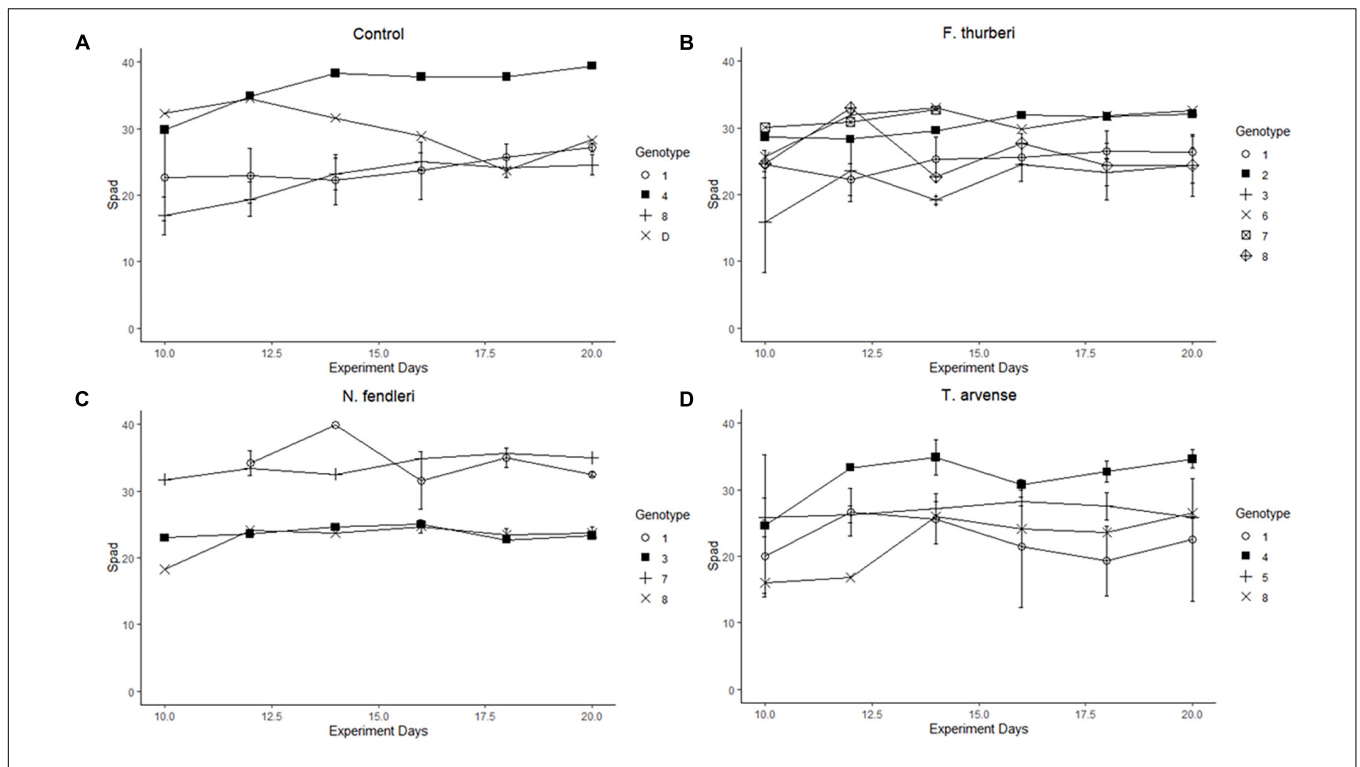 A
Control
40
30
20
10
0
Spad
10.0 12.5 15.0 17.5 20.0
Experiment Days
Genotype
1
4
8
D
B
F. thurberi
40
30
20
10
0
Spad
10.0 12.5 15.0 17.5 20.0
Experiment Days
Genotype
1
2
3
6
7
8
C
N. fendleri
40
30
20
10
0
Spad
10.0 12.5 15.0 17.5 20.0
Experiment Days
Genotype
1
3
7
8
D
T. arvense
40
30
20
10
0
Spad
10.0 12.5 15.0 17.5 20.0
Experiment Days
Genotype
1
4
5
8